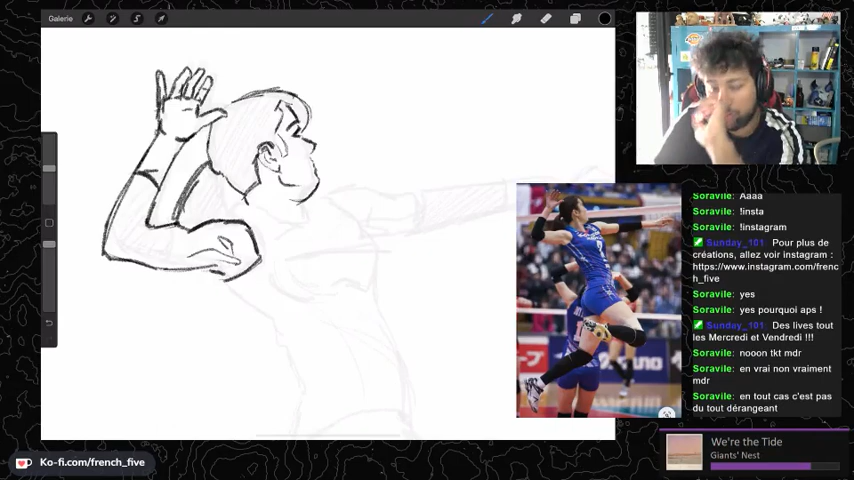 Galerie
Soravile: Aaaa
Soravile: !insta
Soravile: !instagram
Sunday_101: Pour plus de
créations, allez voir instagram :
https://www.instagram.com/frenc
h_five
Soravile: yes
Soravile: yes pourquoi aps !
Sunday_101: Des lives tout
les Mercredi et Vendredi !!!
Soravile: nooon tkt mdr
Soravile: en vrai non vraiment
mdr
Soravile: en tout cas c'est pas
du tout dérangeant
We're the Tide
Giants' Nest
Ko-fi.com/french_five